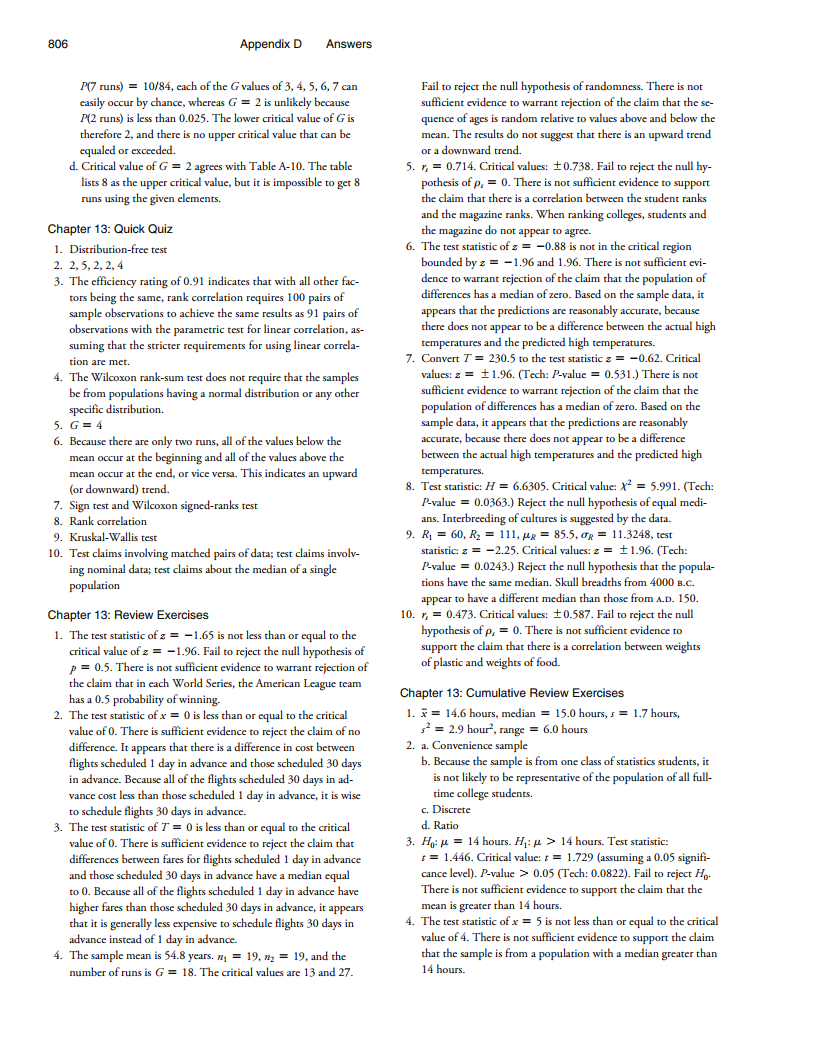 806 Appendix D Answers
P(7 runs) = 10/84, each of the G values of 3, 4, 5, 6, 7 can
easily occur by chance, whereas G = 2 is unlikely because
P(2 runs) is less than 0.025. The lower critical value of G is
therefore 2, and there is no upper critical value that can be
equaled or exceeded.
d. Critical value of G = 2 agrees with Table A-10. The table
lists 8 as the upper critical value, but it is impossible to get 8
runs using the given elements.
Chapter 13: Quick Quiz
1. Distribution-free test
2. 2, 5, 2, 2, 4
3. The efficiency rating of 0.91 indicates that with all other fac-
tors being the same, rank correlation requires 100 pairs of
sample observations to achieve the same results as 91 pairs of
observations with the parametric test for linear correlation, as-
suming that the stricter requirements for using linear correla-
tion are met.
4. The Wilcoxon rank-sum test does not require that the samples
be from populations having a normal distribution or any other
specific distribution.
5. G = 4
6. Because there are only two runs, all of the values below the
mean occur at the beginning and all of the values above the
mean occur at the end, or vice versa. This indicates an upward
(or downward) trend.
7. Sign test and Wilcoxon signed-ranks test
8. Rank correlation
9. Kruskal-Wallis test
10. Test claims involving matched pairs of data; test claims involv-
ing nominal data; test claims about the median of a single
population
Chapter 13: Review Exercises
1. The test statistic of z = −1.65 is not less than or equal to the
critical value of z = −1.96. Fail to reject the null hypothesis of
p = 0.5. There is not sufficient evidence to warrant rejection of
the claim that in each World Series, the American League team
has a 0.5 probability of winning.
2. The test statistic of x = 0 is less than or equal to the critical
value of 0. There is sufficient evidence to reject the claim of no
difference. It appears that there is a difference in cost between
flights scheduled 1 day in advance and those scheduled 30 days
in advance. Because all of the flights scheduled 30 days in ad-
vance cost less than those scheduled 1 day in advance, it is wise
to schedule flights 30 days in advance.
3. The test statistic of T = 0 is less than or equal to the critical
value of 0. There is sufficient evidence to reject the claim that
differences between fares for flights scheduled 1 day in advance
and those scheduled 30 days in advance have a median equal
to 0. Because all of the flights scheduled 1 day in advance have
higher fares than those scheduled 30 days in advance, it appears
that it is generally less expensive to schedule flights 30 days in
advance instead of 1 day in advance.
4. The sample mean is 54.8 years. n₁ = 19, n₂ = 19, and the
number of runs is G = 18. The critical values are 13 and 27.
Fail to reject the null hypothesis of randomness. There is not
sufficient evidence to warrant rejection of the claim that the se-
quence of ages is random relative to values above and below the
mean. The results do not suggest that there is an upward trend
or a downward trend.
5. rₛ = 0.714. Critical values: ±0.738. Fail to reject the null hy-
pothesis of ρₛ = 0. There is not sufficient evidence to support
the claim that there is a correlation between the student ranks
and the magazine ranks. When ranking colleges, students and
the magazine do not appear to agree.
6. The test statistic of z = −0.88 is not in the critical region
bounded by z = −1.96 and 1.96. There is not sufficient evi-
dence to warrant rejection of the claim that the population of
differences has a median of zero. Based on the sample data, it
appears that the predictions are reasonably accurate, because
there does not appear to be a difference between the actual high
temperatures and the predicted high temperatures.
7. Convert T = 230.5 to the test statistic z = −0.62. Critical
values: z = ±1.96. (Tech: P-value = 0.531.) There is not
sufficient evidence to warrant rejection of the claim that the
population of differences has a median of zero. Based on the
sample data, it appears that the predictions are reasonably
accurate, because there does not appear to be a difference
between the actual high temperatures and the predicted high
temperatures.
8. Test statistic: H = 6.6305. Critical value: χ² = 5.991. (Tech:
P-value = 0.0363.) Reject the null hypothesis of equal medi-
ans. Interbreeding of cultures is suggested by the data.
9. R₁ = 60, R₂ = 111, μ_R = 85.5, σ_R = 11.3248, test
statistic: z = −2.25. Critical values: z = ±1.96. (Tech:
P-value = 0.0243.) Reject the null hypothesis that the popula-
tions have the same median. Skull breadths from 4000 B.C.
appear to have a different median than those from A.D. 150.
10. rₛ = 0.473. Critical values: ±0.587. Fail to reject the null
hypothesis of ρₛ = 0. There is not sufficient evidence to
support the claim that there is a correlation between weights
of plastic and weights of food.
Chapter 13: Cumulative Review Exercises
1. x̄ = 14.6 hours, median = 15.0 hours, s = 1.7 hours,
s² = 2.9 hour², range = 6.0 hours
2. a. Convenience sample
b. Because the sample is from one class of statistics students, it
is not likely to be representative of the population of all full-
time college students.
c. Discrete
d. Ratio
3. H₀: μ = 14 hours. H₁: μ > 14 hours. Test statistic:
t = 1.446. Critical value: t = 1.729 (assuming a 0.05 signifi-
cance level). P-value > 0.05 (Tech: 0.0822). Fail to reject H₀.
There is not sufficient evidence to support the claim that the
mean is greater than 14 hours.
4. The test statistic of x = 5 is not less than or equal to the critical
value of 4. There is not sufficient evidence to support the claim
that the sample is from a population with a median greater than
14 hours.